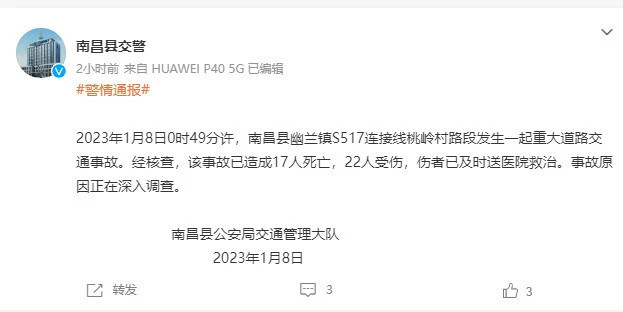 南昌县交警
2小时前 来自 HUAWEI P40 5G 已编辑
#警情通报#
2023年1月8日0时49分许，南昌县幽兰镇S517连接线桃岭村路段发生一起重大道路交
通事故。经核查，该事故已造成17人死亡，22人受伤，伤者已及时送医院救治。事故原
因正在深入调查。
南昌县公安局交通管理大队
2023年1月8日
转发 3 3